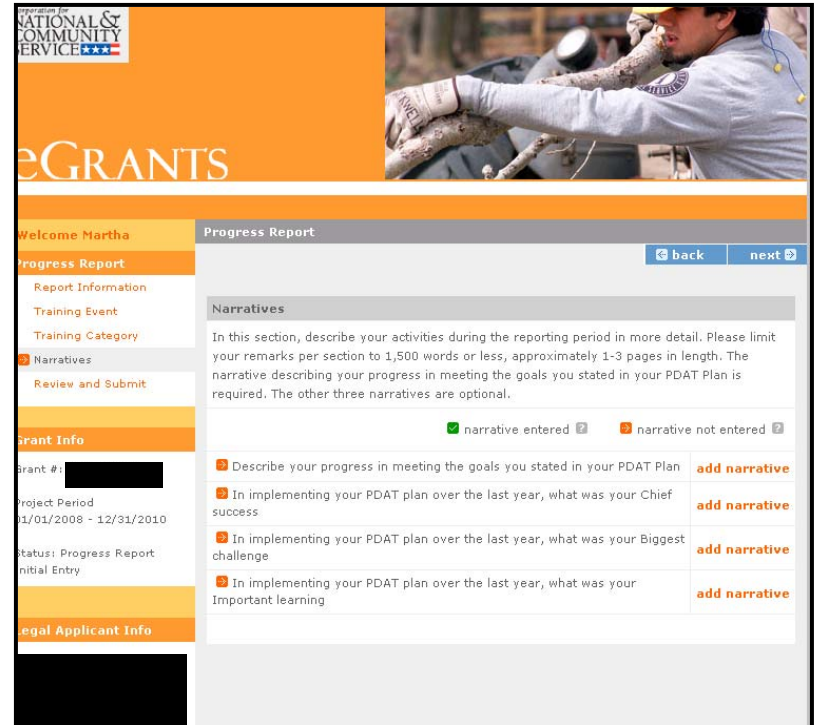 Corporation for
NATIONAL &
COMMUNITY
SERVICE
eGRANTS
Welcome Martha
Progress Report
Report Information
Training Event
Training Category
Narratives
Review and Submit
Grant Info
Grant #:
Project Period
01/01/2008 - 12/31/2010
Status: Progress Report
Initial Entry
Legal Applicant Info
Progress Report
back
next
Narratives
In this section, describe your activities during the reporting period in more detail. Please limit
your remarks per section to 1,500 words or less, approximately 1-3 pages in length. The
narrative describing your progress in meeting the goals you stated in your PDAT Plan is
required. The other three narratives are optional.
narrative entered ?
narrative not entered ?
Describe your progress in meeting the goals you stated in your PDAT Plan add narrative
In implementing your PDAT plan over the last year, what was your Chief
success
add narrative
In implementing your PDAT plan over the last year, what was your Biggest
challenge
add narrative
In implementing your PDAT plan over the last year, what was your
Important learning
add narrative